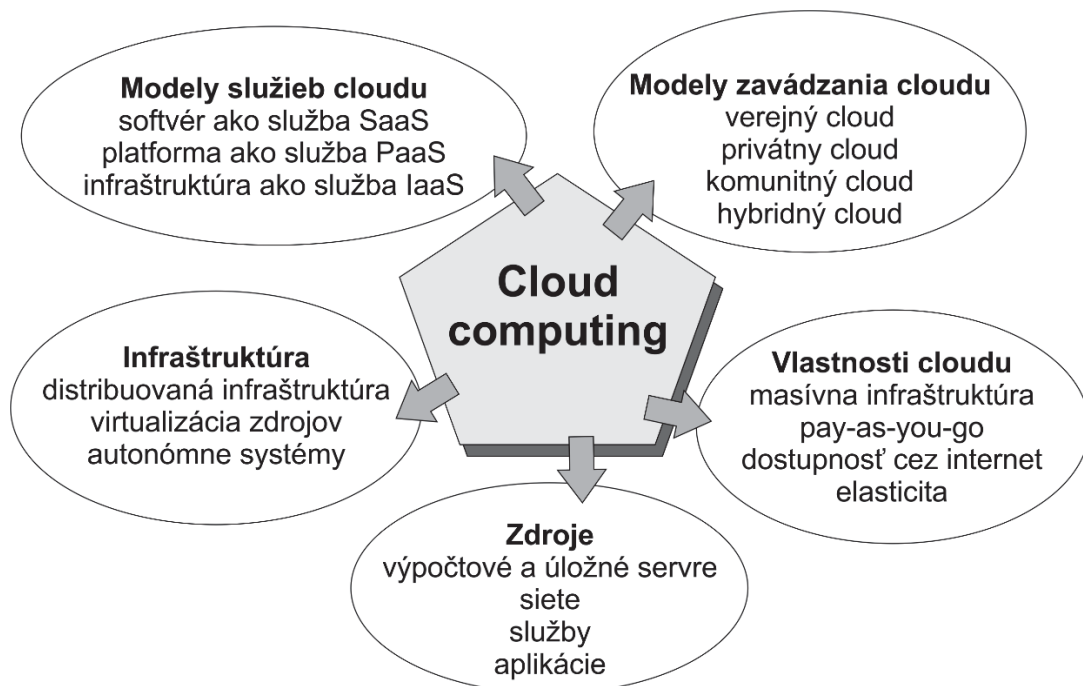 Modely služieb cloudu
softvér ako služba SaaS
platforma ako služba PaaS
infraštruktúra ako služba IaaS
Modely zavádzania cloudu
verejný cloud
privátny cloud
komunitný cloud
hybridný cloud
Cloud
computing
Infraštruktúra
distribuovaná infraštruktúra
virtualizácia zdrojov
autonómne systémy
Vlastnosti cloudu
masívna infraštruktúra
pay-as-you-go
dostupnosť cez internet
elasticita
Zdroje
výpočtové a úložné servre
siete
služby
aplikácie